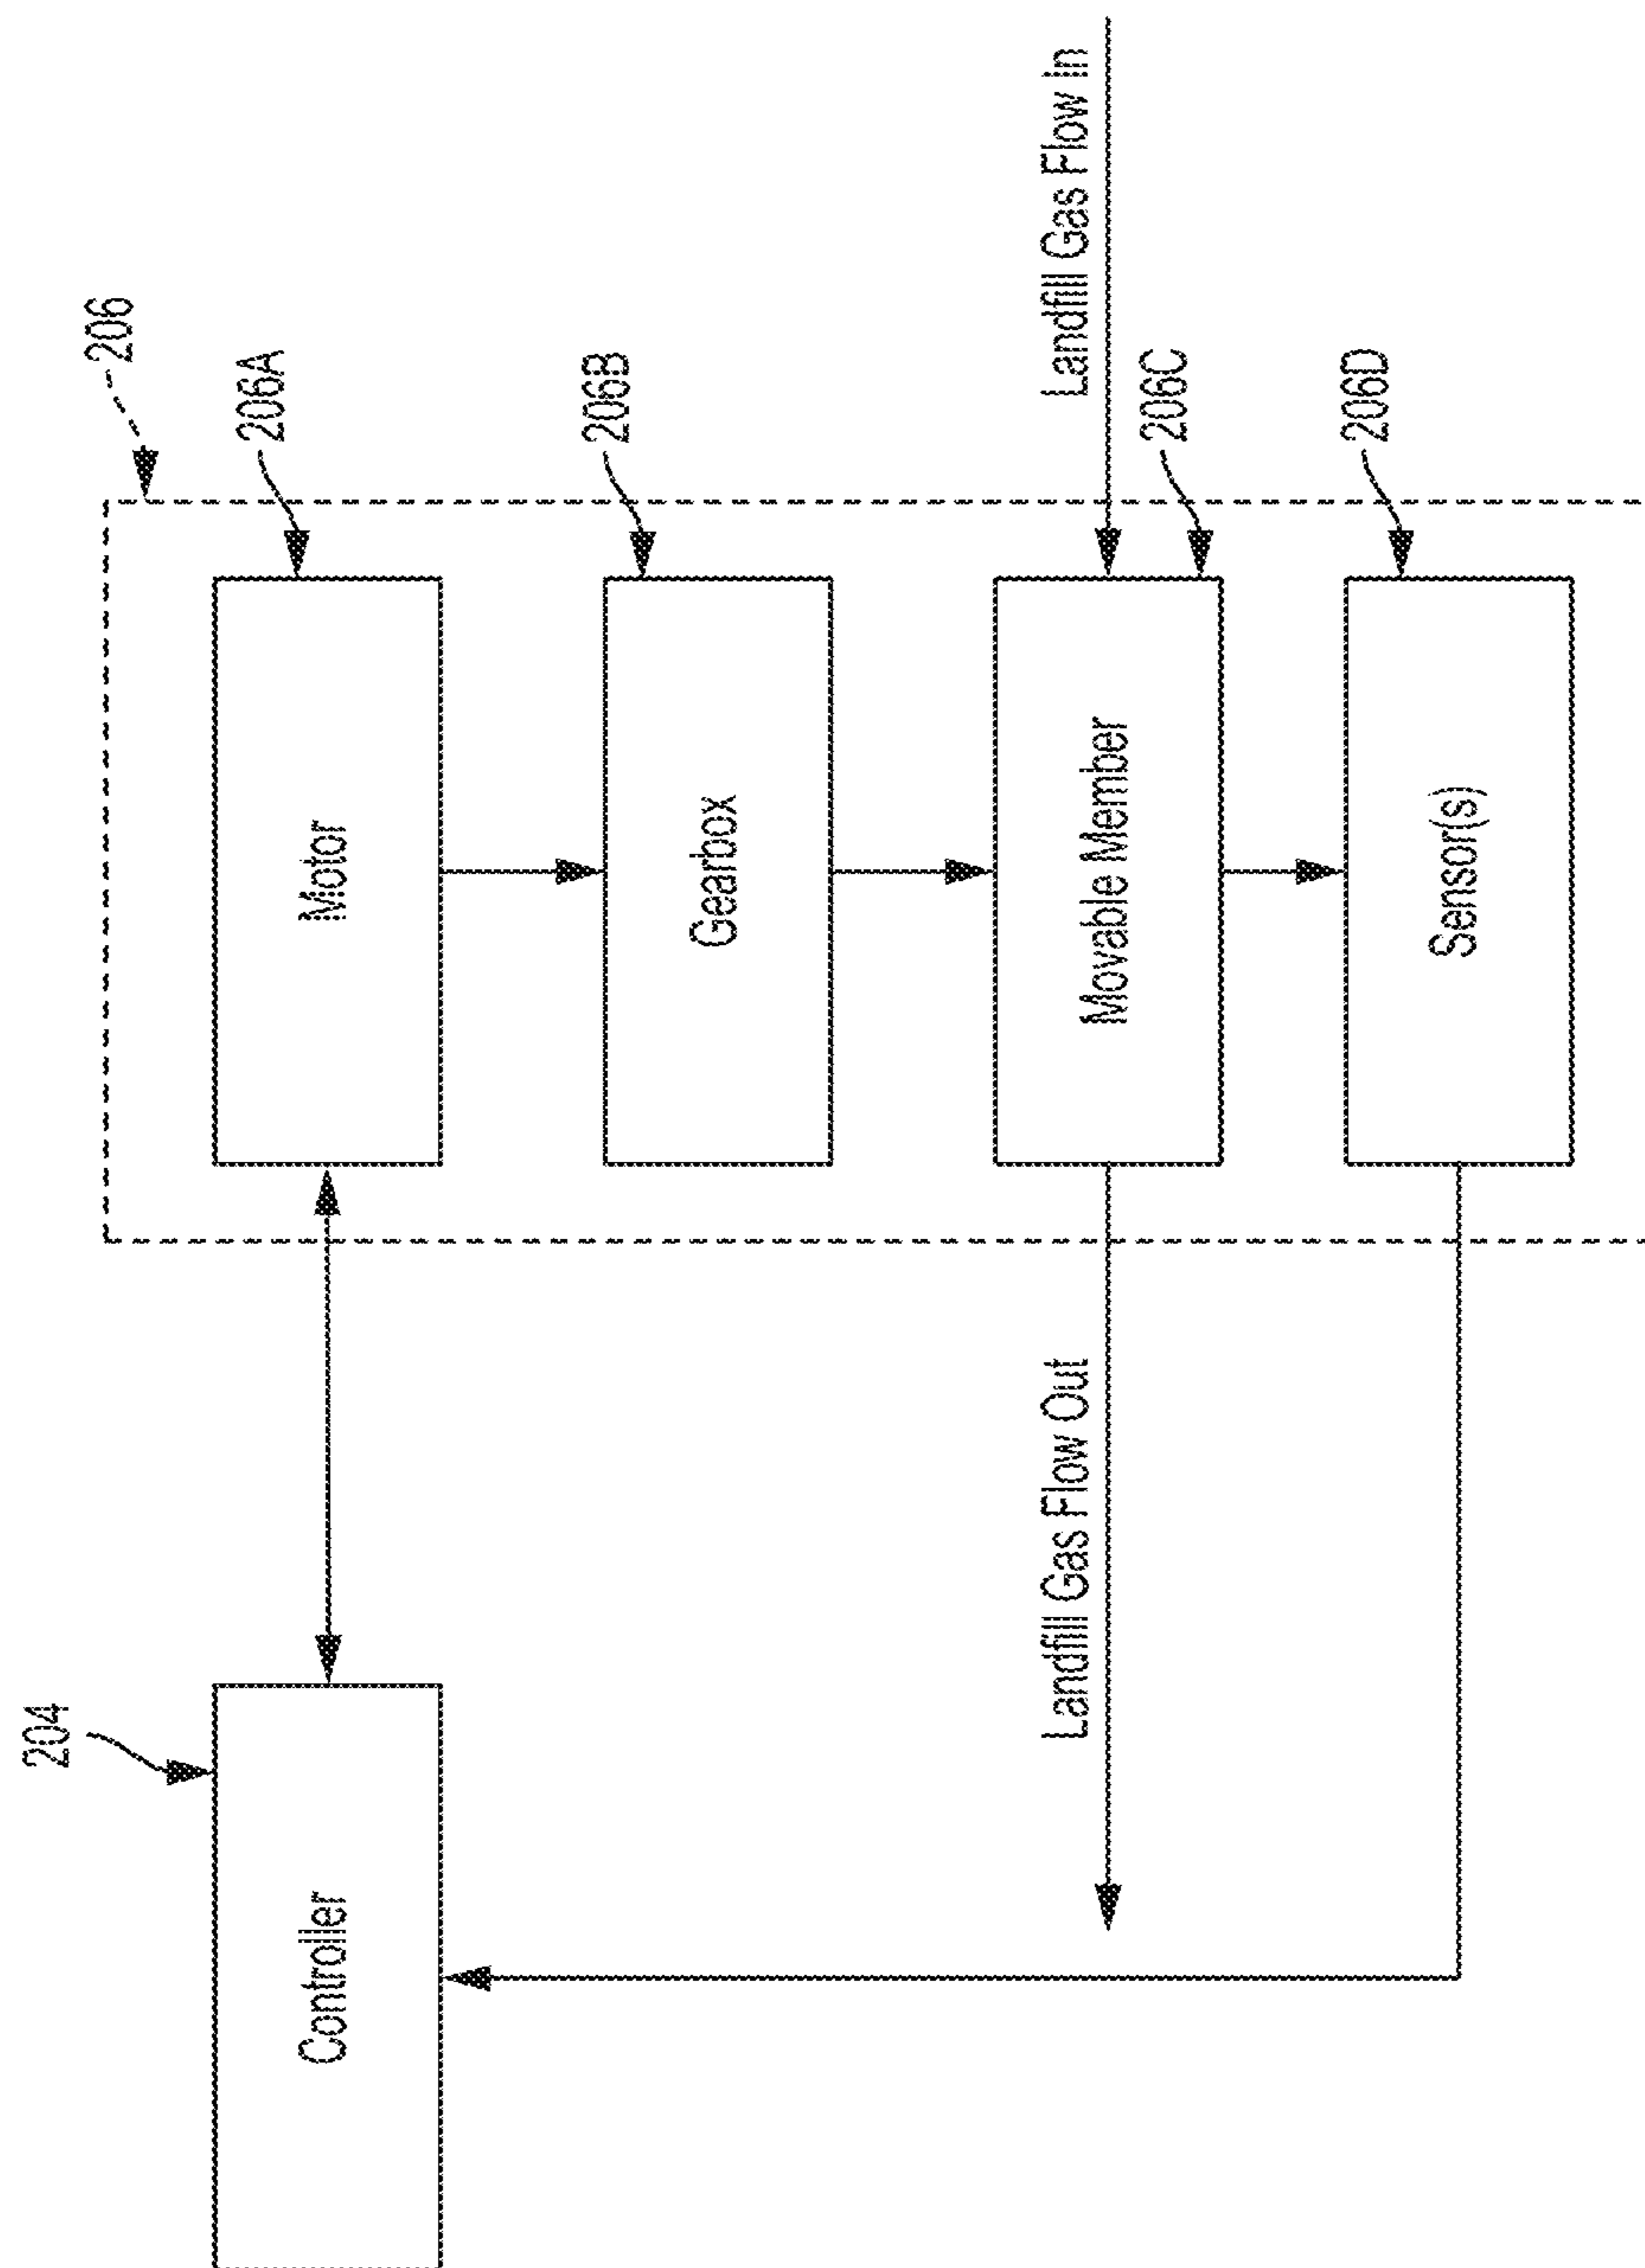 204
Controller
206
206A
Motor
206B
Gearbox
Landfill Gas Flow Out
Landfill Gas Flow In
206C
Movable Member
206D
Sensor(s)